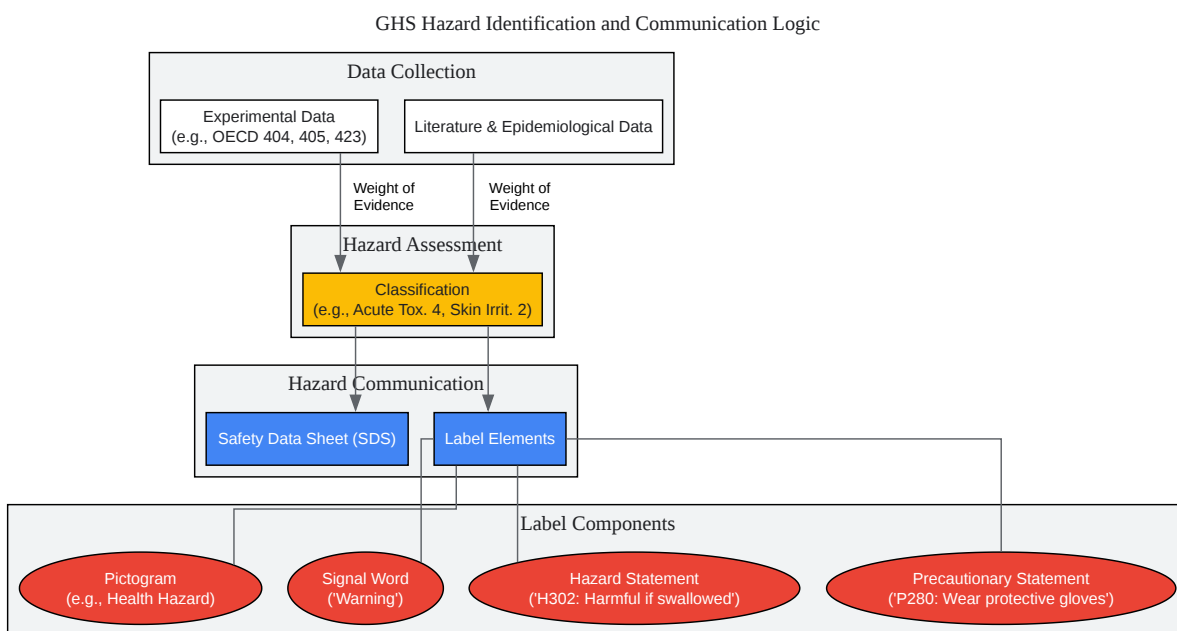 GHS Hazard Identification and Communication Logic
Data Collection
Experimental Data
(e.g., OECD 404, 405, 423)
Literature & Epidemiological Data
Weight of
Evidence
Weight of
Evidence
Hazard Assessment
Classification
(e.g., Acute Tox. 4, Skin Irrit. 2)
Hazard Communication
Safety Data Sheet (SDS)
Label Elements
Label Components
Pictogram
(e.g., Health Hazard)
Signal Word
('Warning')
Hazard Statement
('H302: Harmful if swallowed')
Precautionary Statement
('P280: Wear protective gloves')